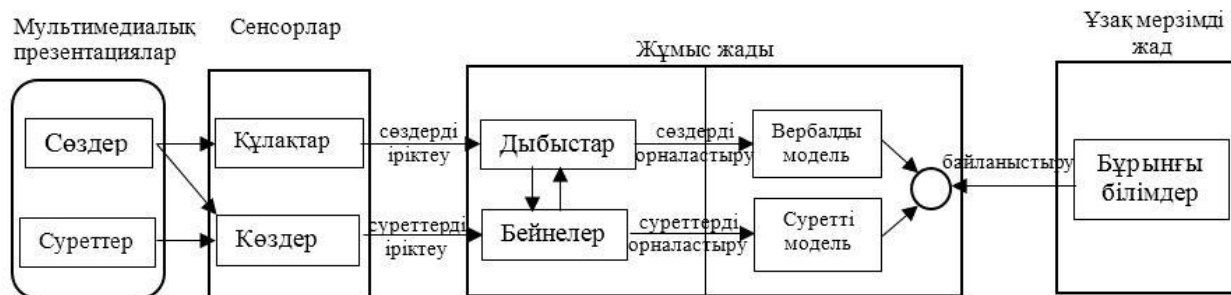 Мультимедиалық
презентациялар
Сенсорлар
Жұмыс жады
Ұзақ мерзімді
жад
Сөздер
Суреттер
Құлақтар
Көздер
сөздерді
іріктеу
суреттерді
іріктеу
Дыбыстар
Бейнелер
сөздерді
орналастыру
суреттерді
орналастыру
Вербалды
модель
Суретті
модель
байланыстыру
Бұрынғы
білімдер